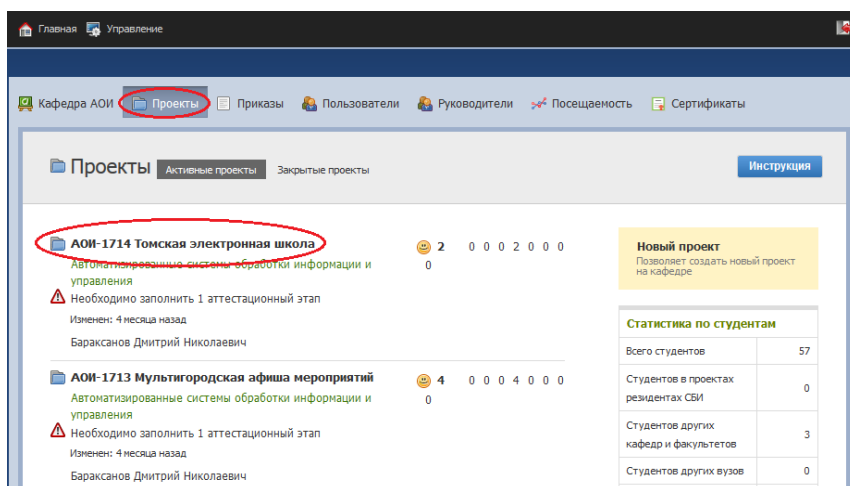 Главная Управление
Кафедра АОИ Проекты Приказы Пользователи Руководители Посещаемость Сертификаты
Проекты Активные проекты Закрытые проекты Инструкция
АОИ-1714 Томская электронная школа 2 0 0 0 2 0 0 0
0
Автоматизированные системы обработки информации и
управления
Необходимо заполнить 1 аттестационный этап
Изменен: 4 месяца назад
Бараксанов Дмитрий Николаевич
АОИ-1713 Мультигородская афиша мероприятий 4 0 0 0 4 0 0 0
0
Автоматизированные системы обработки информации и
управления
Необходимо заполнить 1 аттестационный этап
Изменен: 4 месяца назад
Бараксанов Дмитрий Николаевич
Новый проект
Позволяет создать новый проект
на кафедре
Статистика по студентам
Всего студентов 57
Студентов в проектах
резидентах СБИ 0
Студентов других
кафедр и факультетов 3
Студентов других вузов 0